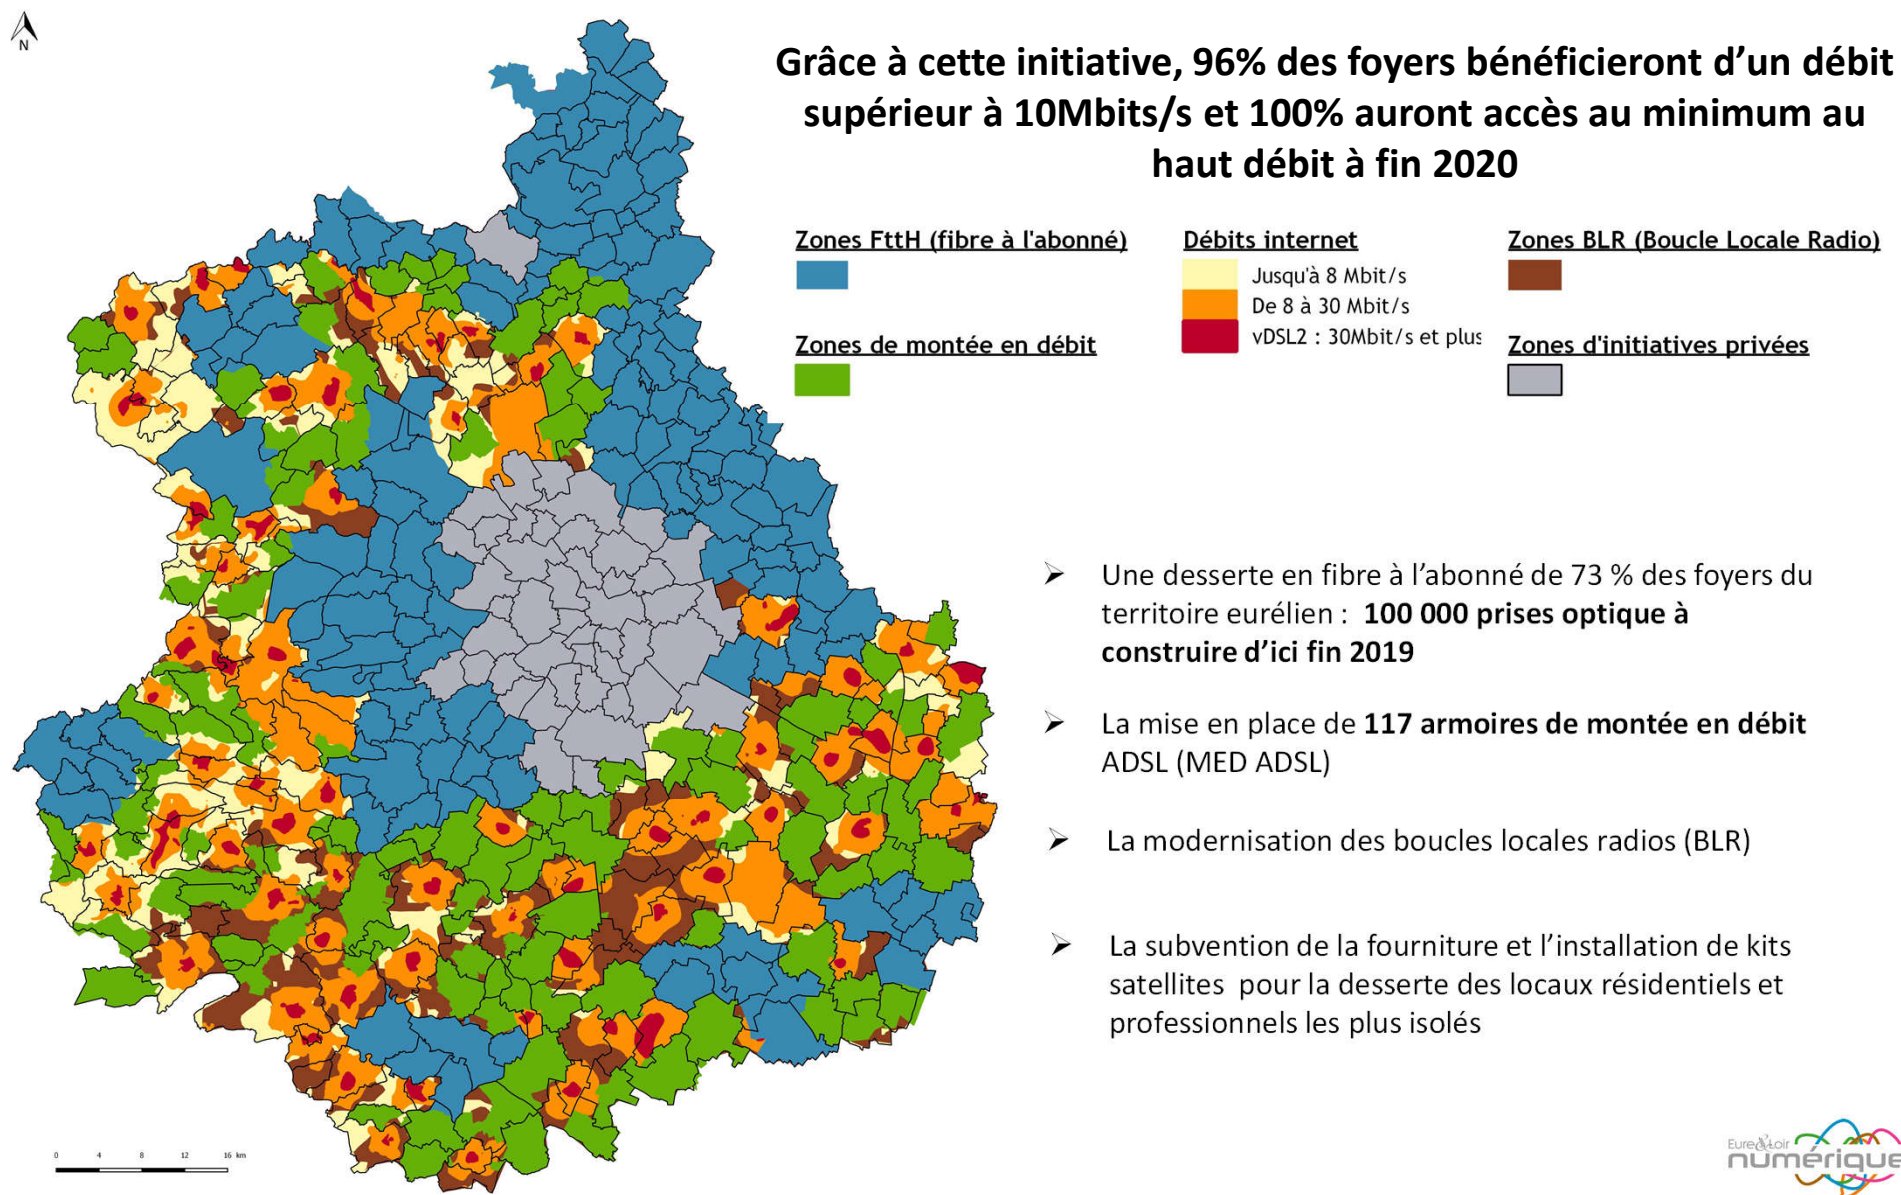 N
Grâce à cette initiative, 96% des foyers bénéficieront d’un débit
supérieur à 10Mbits/s et 100% auront accès au minimum au
haut débit à fin 2020
Zones FttH (fibre à l'abonné)
Zones de montée en débit
Débits internet
Jusqu'à 8 Mbit/s
De 8 à 30 Mbit/s
vDSL2 : 30Mbit/s et plus
Zones BLR (Boucle Locale Radio)
Zones d'initiatives privées
➢ Une desserte en fibre à l’abonné de 73 % des foyers du
territoire eurélien : 100 000 prises optique à
construire d’ici fin 2019
➢ La mise en place de 117 armoires de montée en débit
ADSL (MED ADSL)
➢ La modernisation des boucles locales radios (BLR)
➢ La subvention de la fourniture et l’installation de kits
satellites pour la desserte des locaux résidentiels et
professionnels les plus isolés
0 4 8 12 16 km
Eure&Loir
numérique